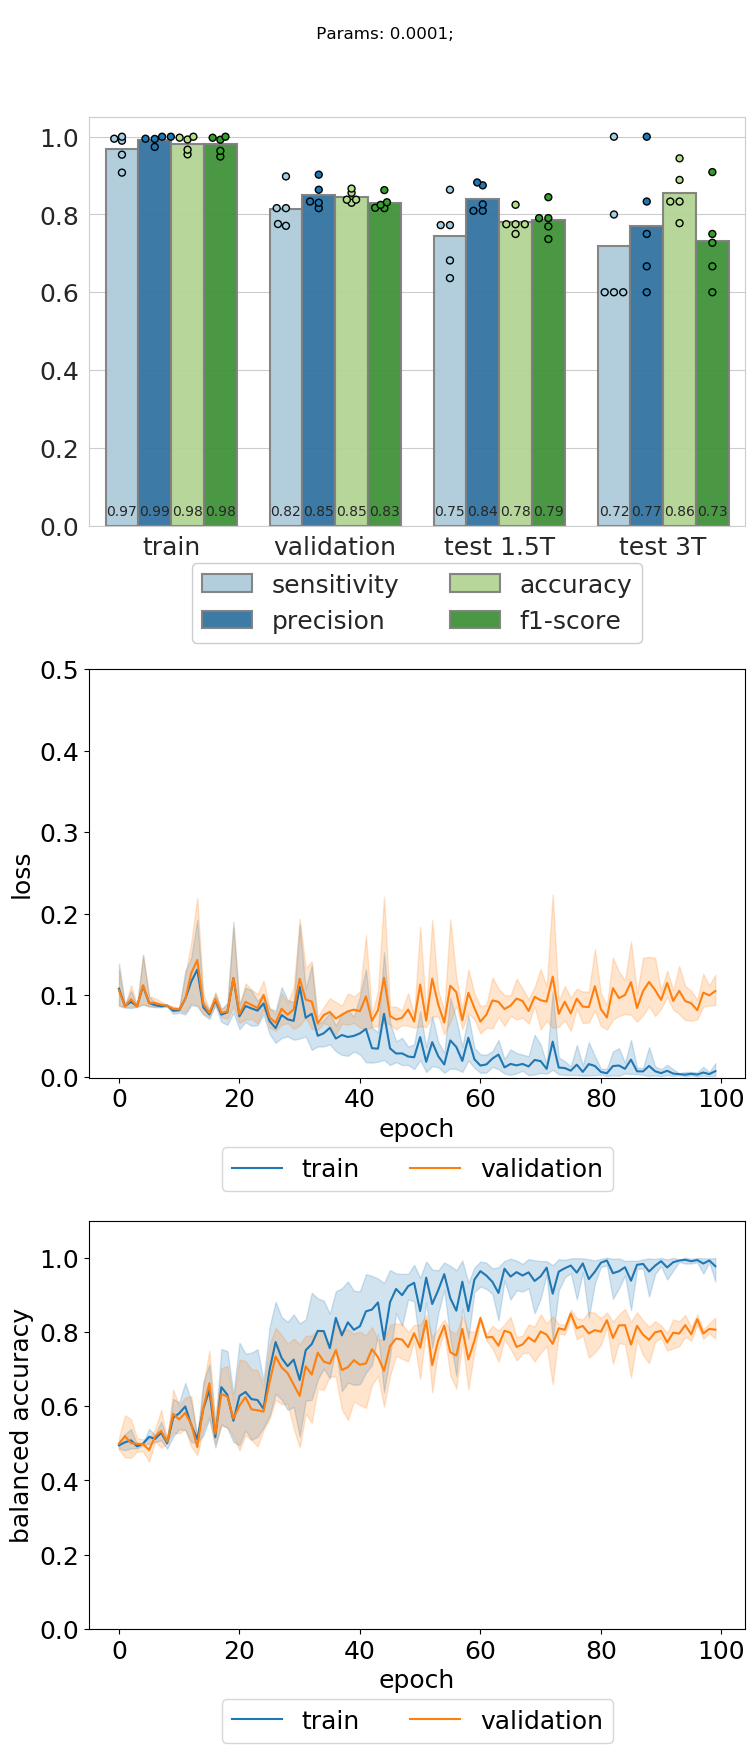 Params: 0.0001;
1.0
0.8
0.6
0.4
0.2
0.0
0.97 0.99 0.98 0.98 0.82 0.85 0.85 0.83 0.75 0.84 0.78 0.79 0.72 0.77 0.86 0.73
train validation test 1.5T test 3T
sensitivity accuracy
precision f1-score
0.5
0.4
0.3
0.2
0.1
0.0
loss
0 20 40 60 80 100
epoch
train validation
1.0
0.8
0.6
0.4
0.2
0.0
balanced accuracy
0 20 40 60 80 100
epoch
train validation